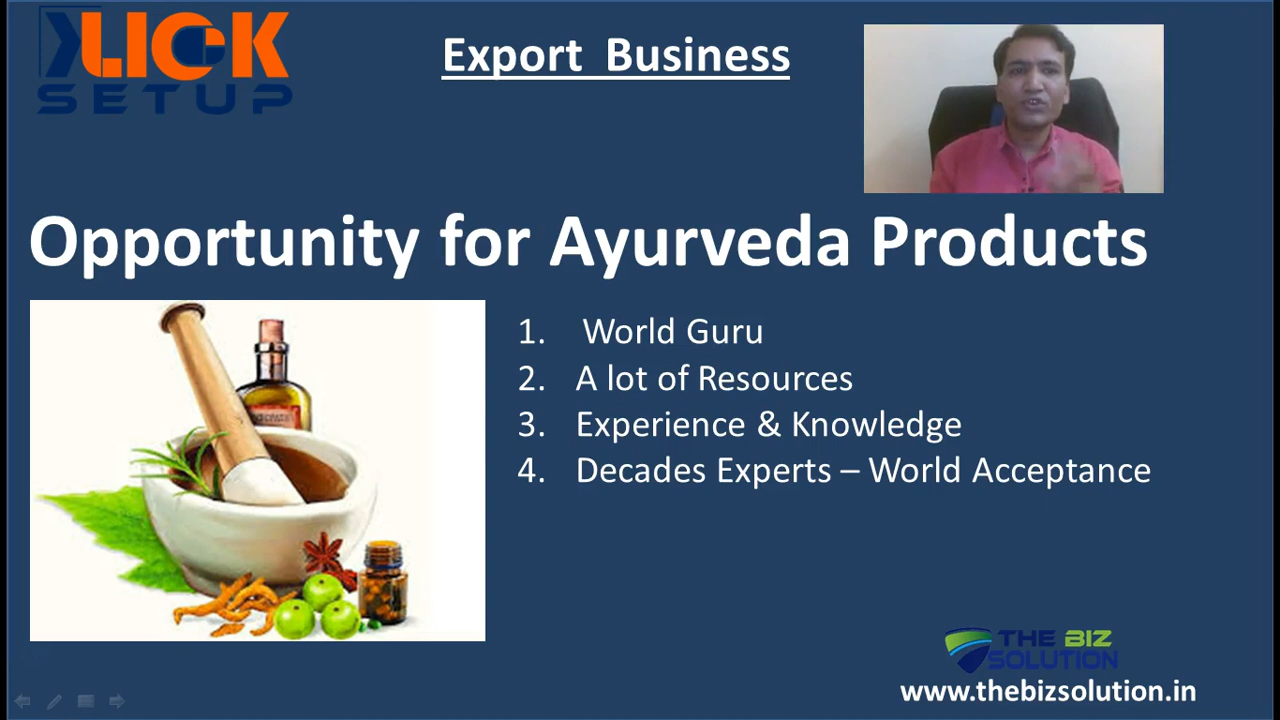 KLICK
SETUP
Export Business
Opportunity for Ayurveda Products
1. World Guru
2. A lot of Resources
3. Experience & Knowledge
4. Decades Experts – World Acceptance
THE BIZ
SOLUTION
www.thebizsolution.in